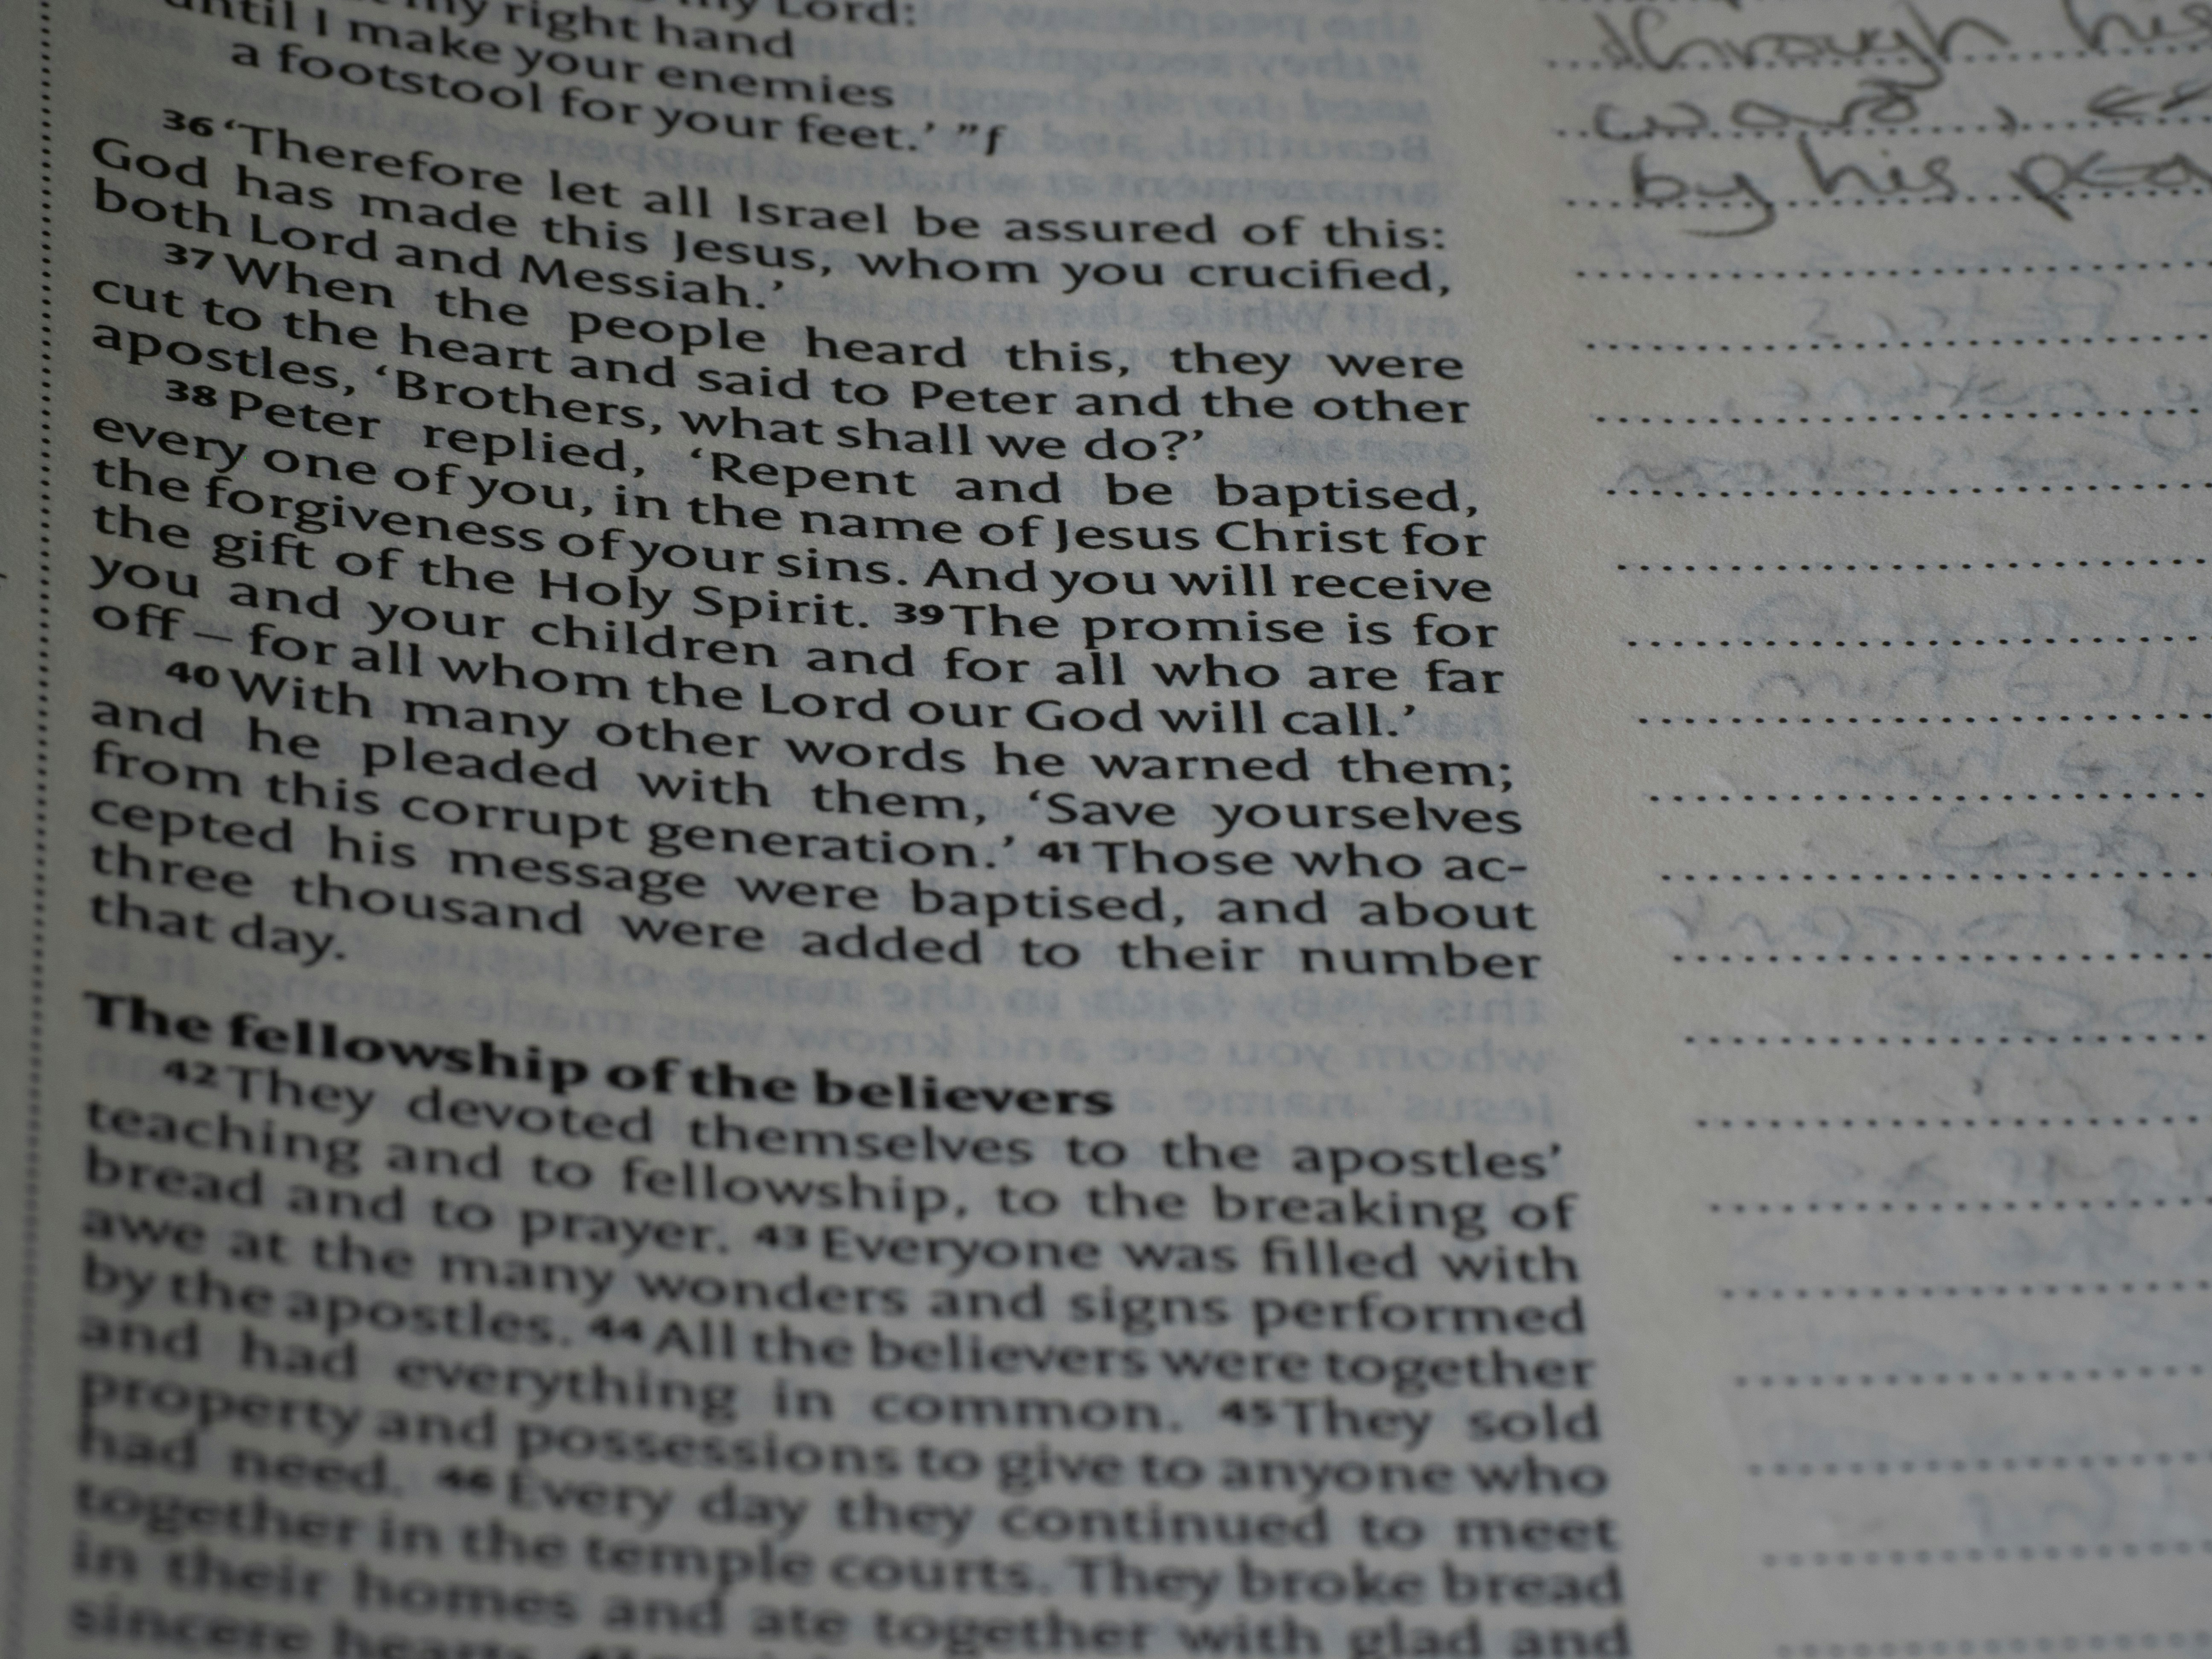 my Lord:
my right hand
until I make your enemies
a footstool for your feet.’ ”f
36 ‘Therefore let all Israel be assured of this:
God has made this Jesus, whom you crucified,
both Lord and Messiah.’
37 When the people heard this, they were
cut to the heart and said to Peter and the other
apostles, ‘Brothers, what shall we do?’
38 Peter replied, ‘Repent and be baptised,
every one of you, in the name of Jesus Christ for
the forgiveness of your sins. And you will receive
the gift of the Holy Spirit. 39 The promise is for
you and your children and for all who are far
off – for all whom the Lord our God will call.’
40 With many other words he warned them;
and he pleaded with them, ‘Save yourselves
from this corrupt generation.’ 41 Those who ac-
cepted his message were baptised, and about
three thousand were added to their number
that day.
The fellowship of the believers
42 They devoted themselves to the apostles’
teaching and to fellowship, to the breaking of
bread and to prayer. 43 Everyone was filled with
awe at the many wonders and signs performed
by the apostles. 44 All the believers were together
and had everything in common. 45 They sold
property and possessions to give to anyone who
had need. 46 Every day they continued to meet
together in the temple courts. They broke bread
in their homes and ate together with glad and
sincere hearts,
through his
word,
by his